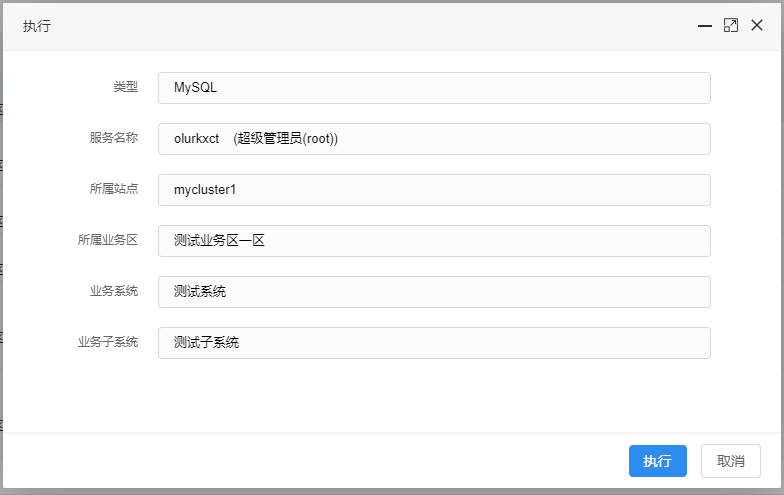 执行
类型 MySQL
服务名称 olurkxct (超级管理员(root))
所属站点 mycluster1
所属业务区 测试业务区一区
业务系统 测试系统
业务子系统 测试子系统
执行 取消